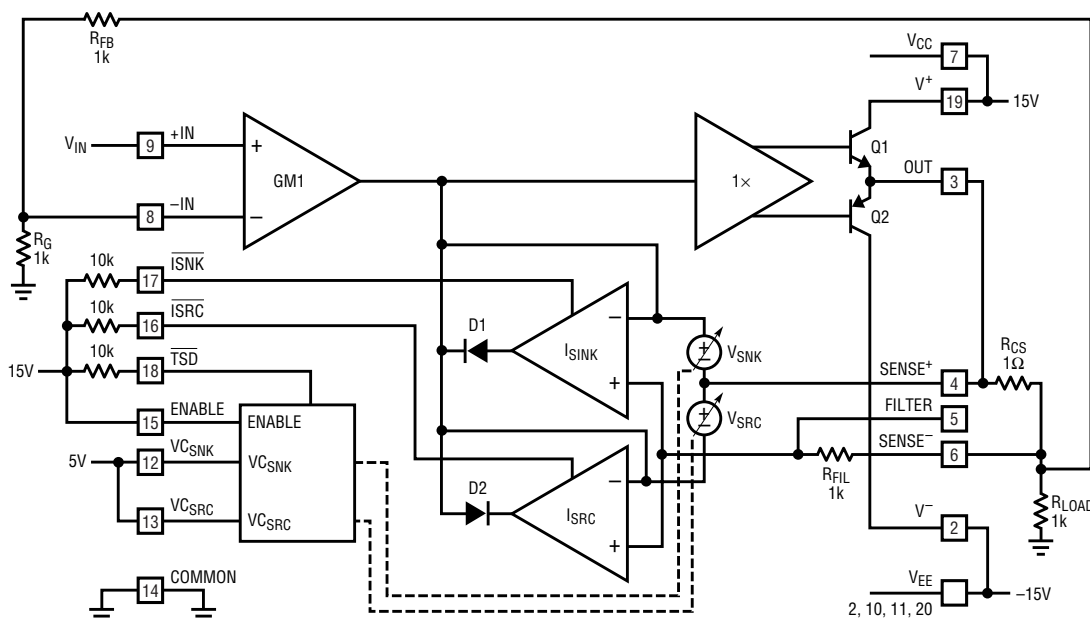 RFB
1k
VCC
7
V+
19
15V
VIN
9
+IN
+
GM1
1×
Q1
OUT
3
8
−IN
−
Q2
RG
1k
10k
17
ISNK
10k
16
ISRC
D1
−
ISINK
+
VSNK
+
−
RCS
1Ω
10k
18
TSD
SENSE+
4
15V
15
ENABLE
ENABLE
FILTER
5
+
−
VSRC
5V
12
VCSNK
VCSNK
SENSE−
6
RFIL
1k
D2
−
ISRC
+
13
VCSRC
VCSRC
RLOAD
1k
V−
2
14
COMMON
VEE
−15V
2, 10, 11, 20